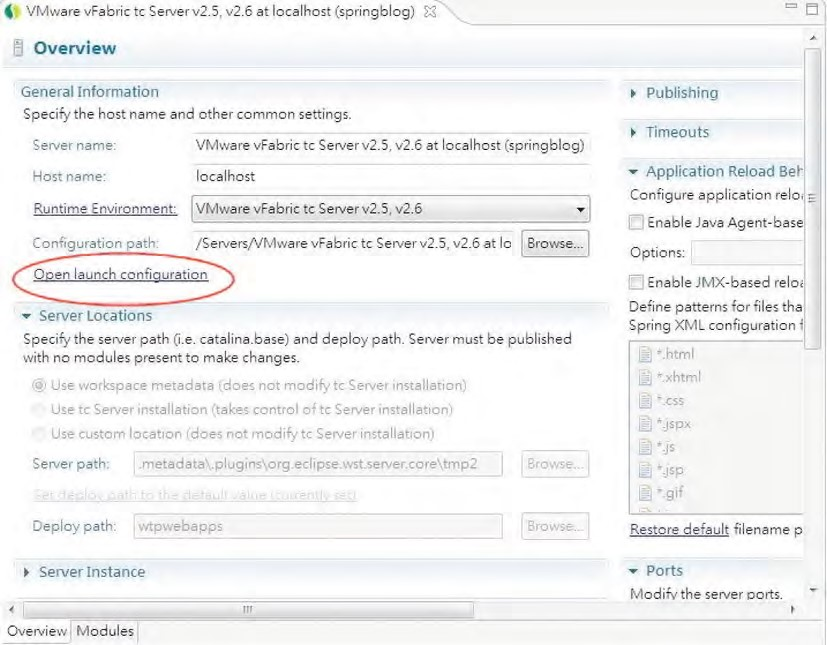 VMware vFabric tc Server v2.5, v2.6 at localhost (springblog)
Overview
General Information
Specify the host name and other common settings.
Server name: VMware vFabric tc Server v2.5, v2.6 at localhost (springblog)
Host name: localhost
Runtime Environment: VMware vFabric tc Server v2.5, v2.6
Configuration path: /Servers/VMware vFabric tc Server v2.5, v2.6 at lo Browse...
Open launch configuration
Server Locations
Specify the server path (i.e. catalina.base) and deploy path. Server must be published
with no modules present to make changes.
Use workspace metadata (does not modify tc Server installation)
Use tc Server installation (takes control of tc Server installation)
Use custom location (does not modify tc Server installation)
Server path: .metadata\.plugins\org.eclipse.wst.server.core\tmp2 Browse...
Set deploy path to the default value (currently set)
Deploy path: wtpwebapps Browse...
Server Instance
Publishing
Timeouts
Application Reload Beh
Configure application reloa
Enable Java Agent-base
Options:
Enable JMX-based reloa
Define patterns for files tha
Spring XML configuration f
*.html
*.xhtml
*.css
*.jspx
*.js
*.jsp
*.gif
Restore default filename p
Ports
Modify the server ports.
Overview Modules